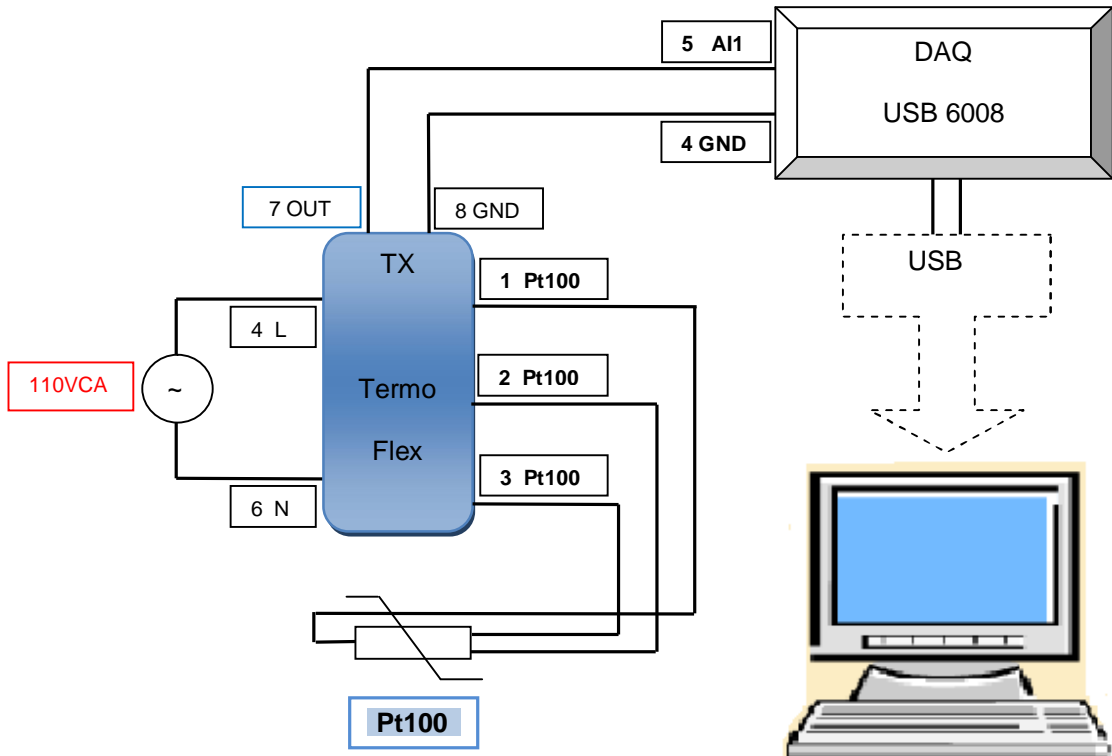 5 AI1
DAQ
USB 6008
4 GND
7 OUT
8 GND
TX
Termo
Flex
1 Pt100
2 Pt100
3 Pt100
4 L
6 N
110VCA
~
USB
Pt100